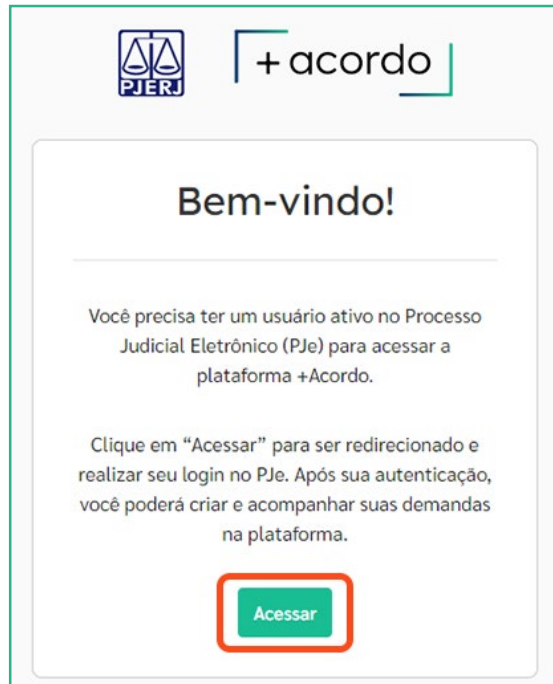 PJERJ
+ acordo
Bem-vindo!
Você precisa ter um usuário ativo no Processo
Judicial Eletrônico (PJe) para acessar a
plataforma +Acordo.
Clique em “Acessar” para ser redirecionado e
realizar seu login no PJe. Após sua autenticação,
você poderá criar e acompanhar suas demandas
na plataforma.
Acessar